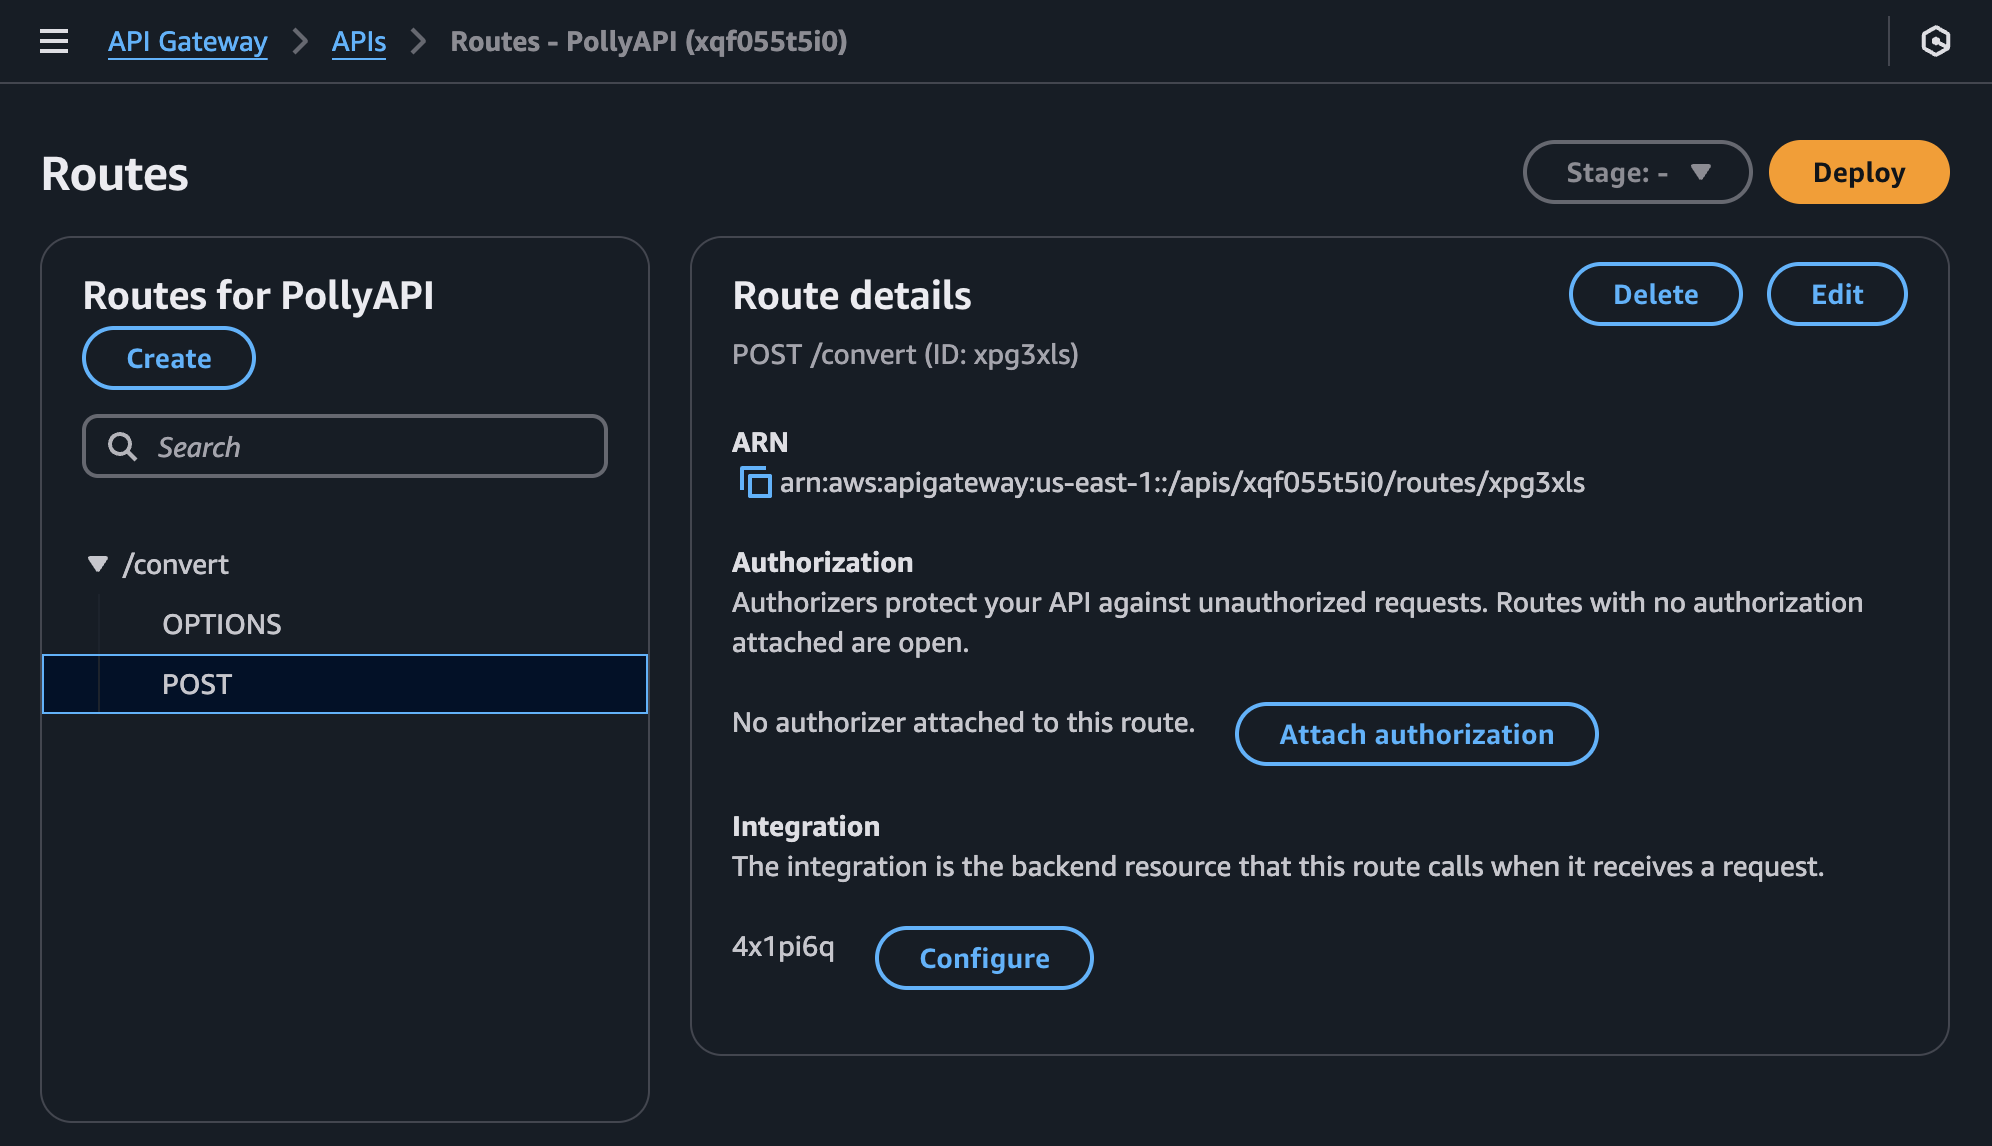 API Gateway
APIs
Routes - PollyAPI (xqf055t5i0)
Routes
Stage: -
Deploy
Routes for PollyAPI
Create
Search
/convert
OPTIONS
POST
Route details
Delete
Edit
POST /convert (ID: xpg3xls)
ARN
arn:aws:apigateway:us-east-1::/apis/xqf055t5i0/routes/xpg3xls
Authorization
Authorizers protect your API against unauthorized requests. Routes with no authorization
attached are open.
No authorizer attached to this route.
Attach authorization
Integration
The integration is the backend resource that this route calls when it receives a request.
4x1pi6q
Configure